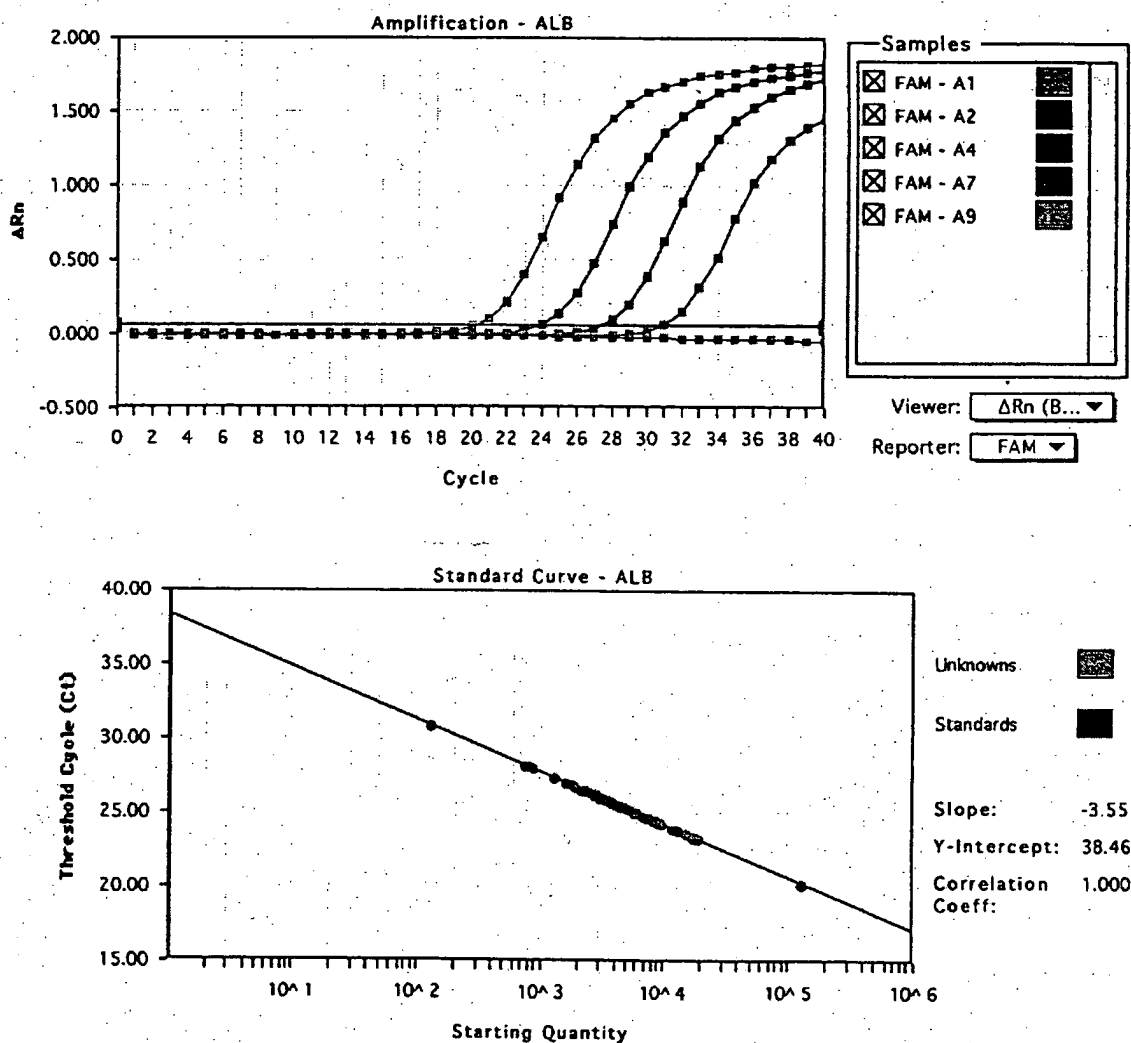 Amplification - ALB
2.000
1.500
1.000
0.500
0.000
-0.500
ΔRn
0 2 4 6 8 10 12 14 16 18 20 22 24 26 28 30 32 34 36 38 40
Cycle
Samples
FAM - A1
FAM - A2
FAM - A4
FAM - A7
FAM - A9
Viewer: ΔRn (B... ▼
Reporter: FAM ▼
Standard Curve - ALB
40.00
35.00
30.00
25.00
20.00
15.00
Threshold Cycle (Ct)
10^1 10^2 10^3 10^4 10^5 10^6
Starting Quantity
Unknowns
Standards
Slope: -3.55
Y-Intercept: 38.46
Correlation 1.000
Coeff: